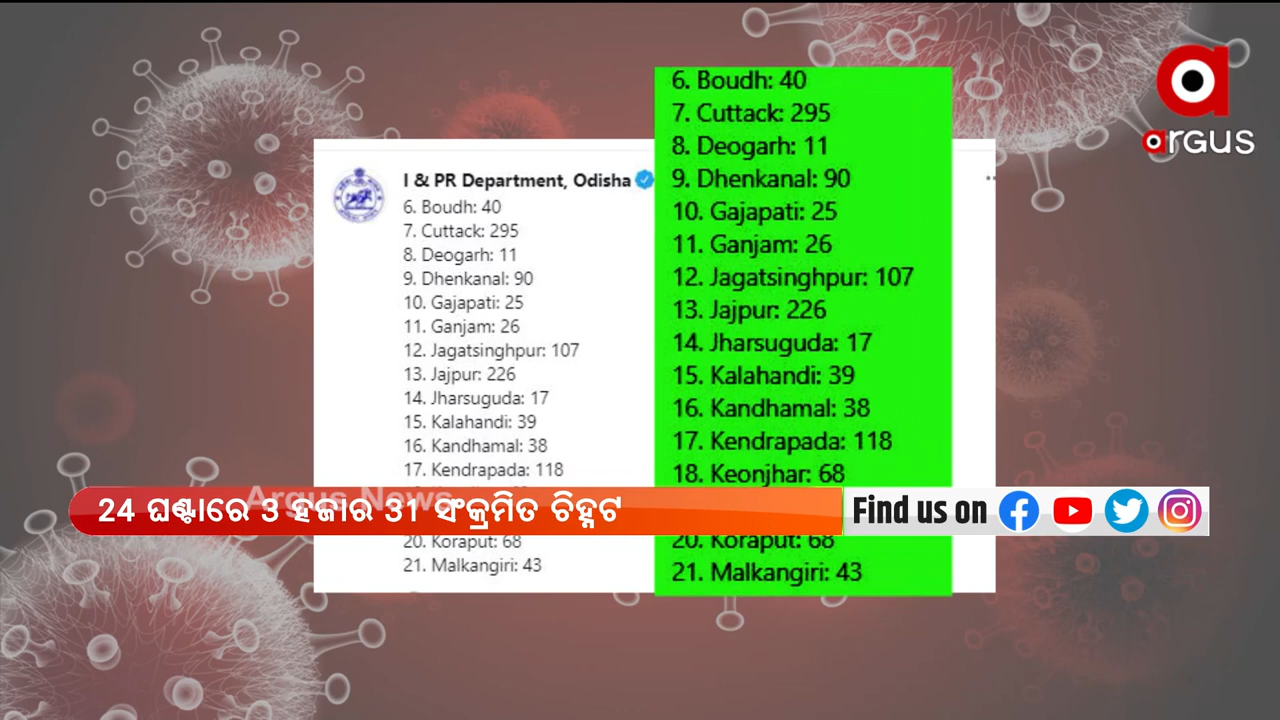 I & PR Department, Odisha
6. Boudh: 40
7. Cuttack: 295
8. Deogarh: 11
9. Dhenkanal: 90
10. Gajapati: 25
11. Ganjam: 26
12. Jagatsinghpur: 107
13. Jajpur: 226
14. Jharsuguda: 17
15. Kalahandi: 39
16. Kandhamal: 38
17. Kendrapada: 118
20. Koraput: 68
21. Malkangiri: 43
6. Boudh: 40
7. Cuttack: 295
8. Deogarh: 11
9. Dhenkanal: 90
10. Gajapati: 25
11. Ganjam: 26
12. Jagatsinghpur: 107
13. Jajpur: 226
14. Jharsuguda: 17
15. Kalahandi: 39
16. Kandhamal: 38
17. Kendrapada: 118
18. Keonjhar: 68
20. Koraput: 68
21. Malkangiri: 43
argus
Argus News
24 ଘଣ୍ଟାରେ 3 ହଜାର 31 ସଂକ୍ରମିତ ଚିହ୍ନଟ
Find us on